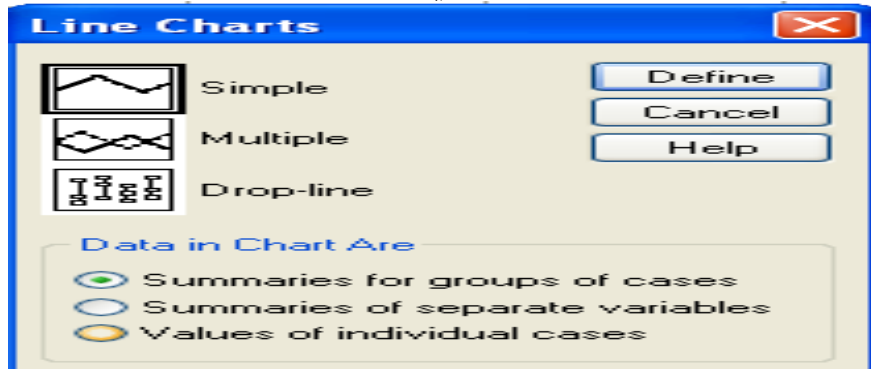 Line Charts
Simple
Multiple
Drop-line
Define
Cancel
Help
Data in Chart Are
Summaries for groups of cases
Summaries of separate variables
Values of individual cases